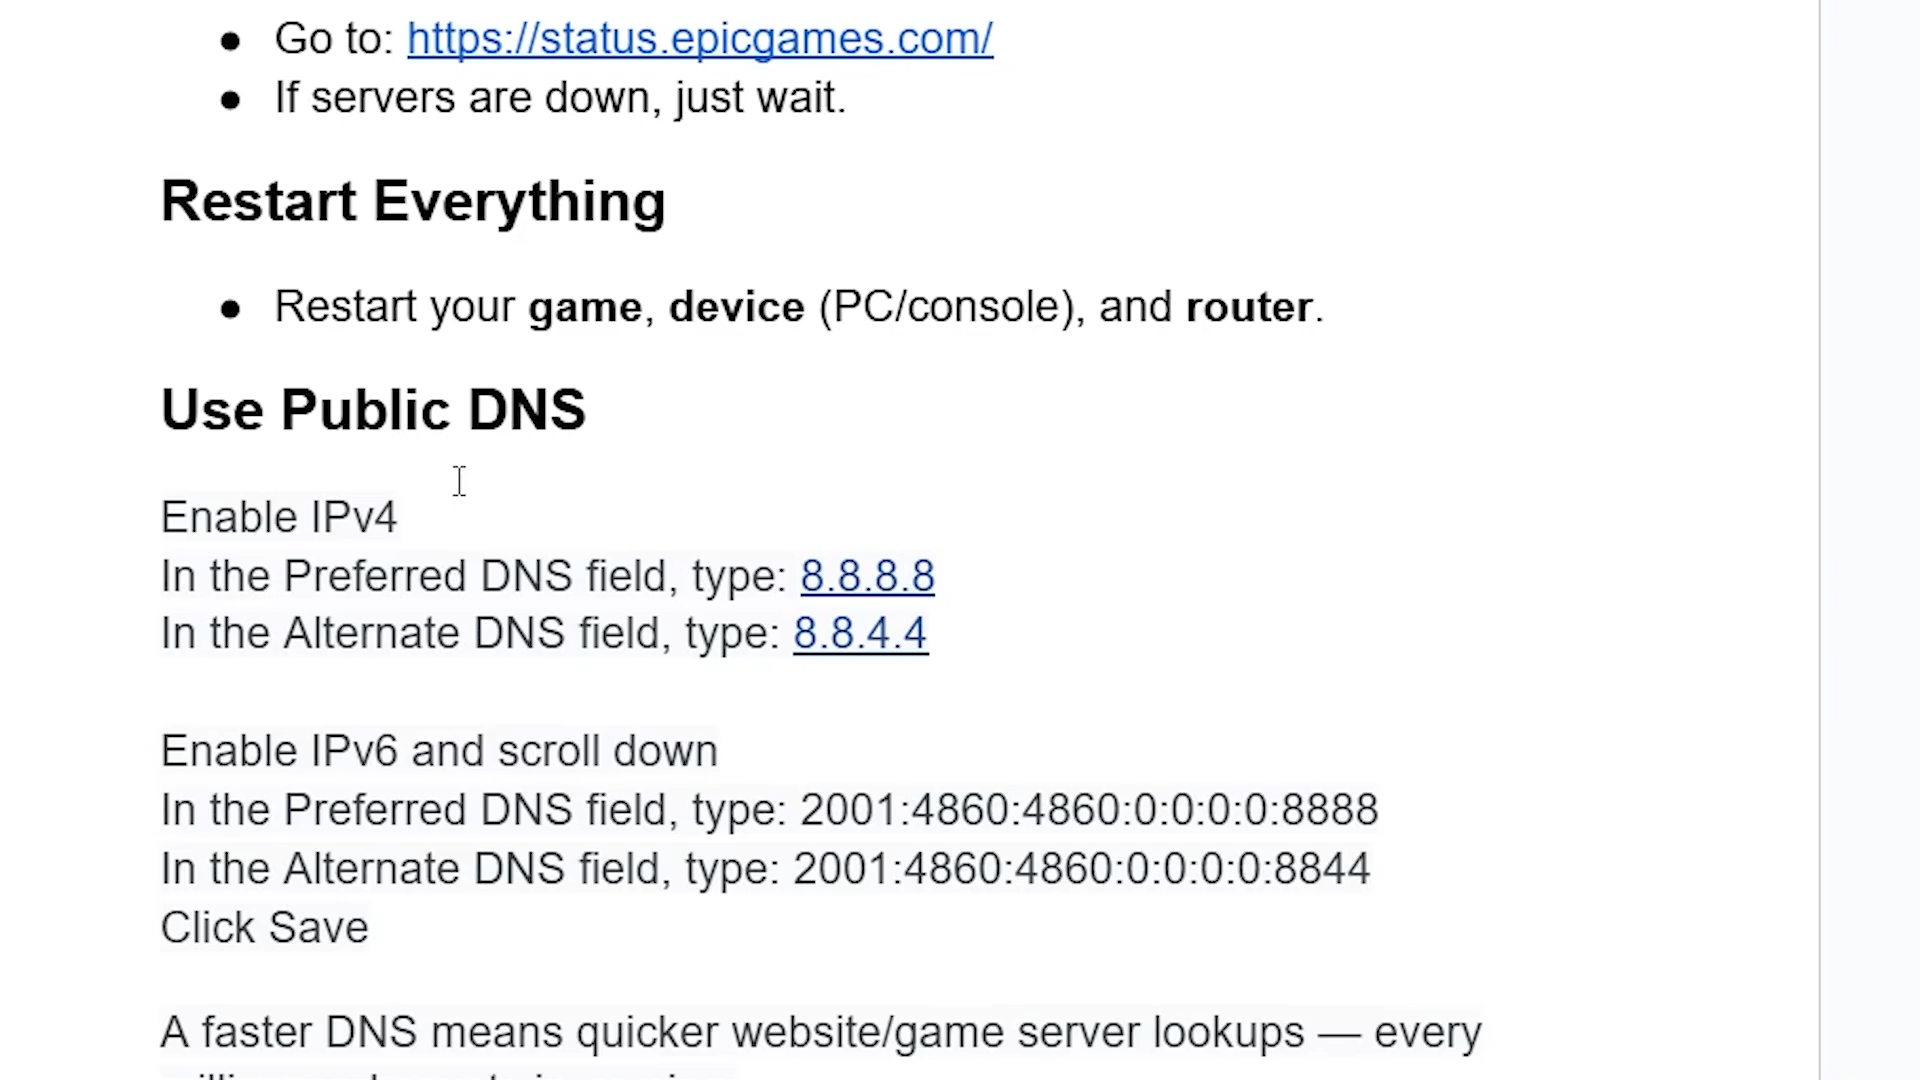 ● Go to: https://status.epicgames.com/
● If servers are down, just wait.
Restart Everything
● Restart your game, device (PC/console), and router.
Use Public DNS
Enable IPv4
In the Preferred DNS field, type: 8.8.8.8
In the Alternate DNS field, type: 8.8.4.4
Enable IPv6 and scroll down
In the Preferred DNS field, type: 2001:4860:4860:0:0:0:0:8888
In the Alternate DNS field, type: 2001:4860:4860:0:0:0:0:8844
Click Save
A faster DNS means quicker website/game server lookups — every